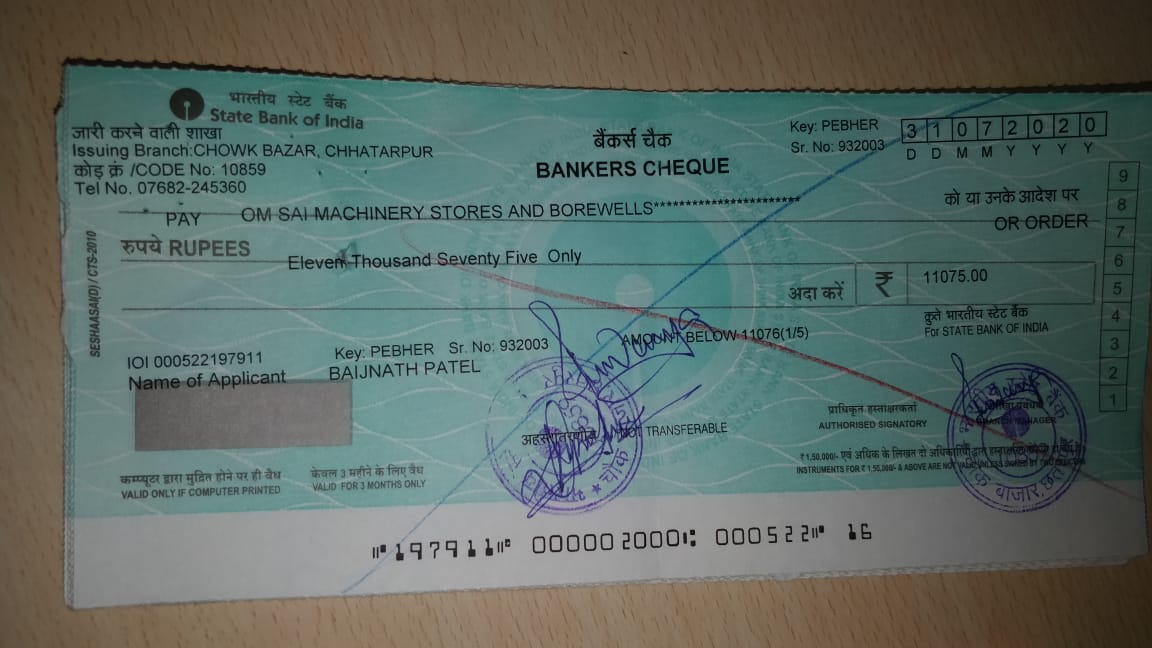 भारतीय स्टेट बैंक
State Bank of India
जारी करने वाली शाखा
Issuing Branch:CHOWK BAZAR, CHHATARPUR
कोड क्रं /CODE No: 10859
Tel No. 07682-245360
बैंकर्स चैक
BANKERS CHEQUE
Key: PEBHER
Sr. No: 932003
3 1 0 7 2 0 2 0
D D M M Y Y Y Y
PAY OM SAI MACHINERY STORES AND BOREWELLS**********************
को या उनके आदेश पर
OR ORDER
रुपये RUPEES Eleven Thousand Seventy Five Only
अदा करें ₹ 11075.00
9
8
7
6
5
4
3
2
1
SESHAASAI(D) / CTS-2010
कृते भारतीय स्टेट बैंक
For STATE BANK OF INDIA
AMOUNT BELOW 11076(1/5)
IOI 000522197911 Key: PEBHER Sr. No: 932003
Name of Applicant BAIJNATH PATEL
NOT TRANSFERABLE
प्राधिकृत हस्ताक्षरकर्ता
AUTHORISED SIGNATORY
BRANCH MANAGER
₹ 1,50,000/- एवं अधिक के लिखत दो
INSTRUMENTS FOR ₹ 1,50,000/- & ABOVE ARE NOT VALID UNLESS SIGNED BY TWO
कम्प्यूटर द्वारा मुद्रित होने पर ही वैध
VALID ONLY IF COMPUTER PRINTED
केवल 3 महीने के लिए वैध
VALID FOR 3 MONTHS ONLY
⑈197911⑈ 000002000⑆ 000522⑈ 16